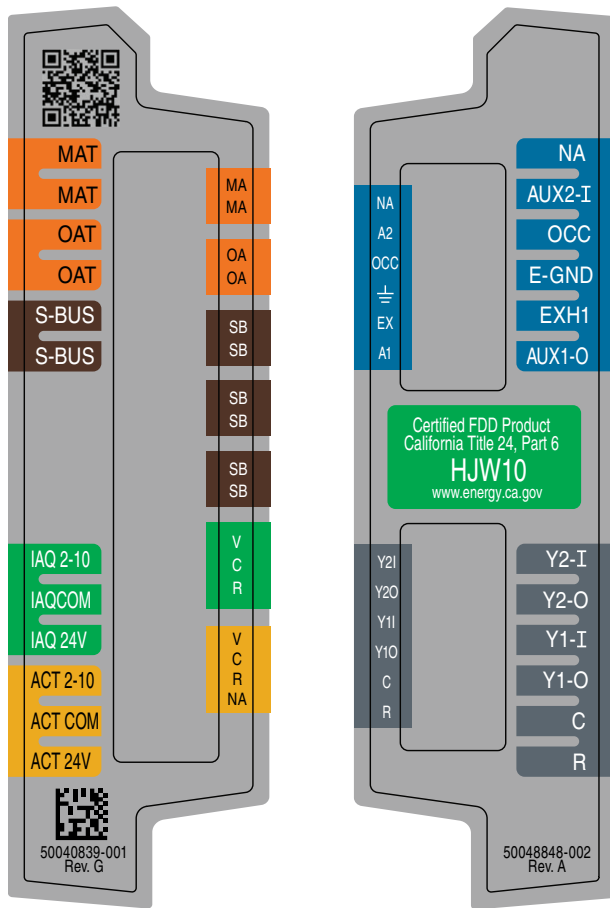 MAT
MAT
OAT
OAT
S-BUS
S-BUS
IAQ 2-10
IAQCOM
IAQ 24V
ACT 2-10
ACT COM
ACT 24V
50040839-001
Rev. G
MA
MA
OA
OA
SB
SB
SB
SB
SB
SB
V
C
R
V
C
R
NA
NA
A2
OCC
EX
A1
NA
AUX2-I
OCC
E-GND
EXH1
AUX1-O
Certified FDD Product
California Title 24, Part 6
HJW10
www.energy.ca.gov
Y2I
Y2O
Y1I
Y1O
C
R
Y2-I
Y2-O
Y1-I
Y1-O
C
R
50048848-002
Rev. A